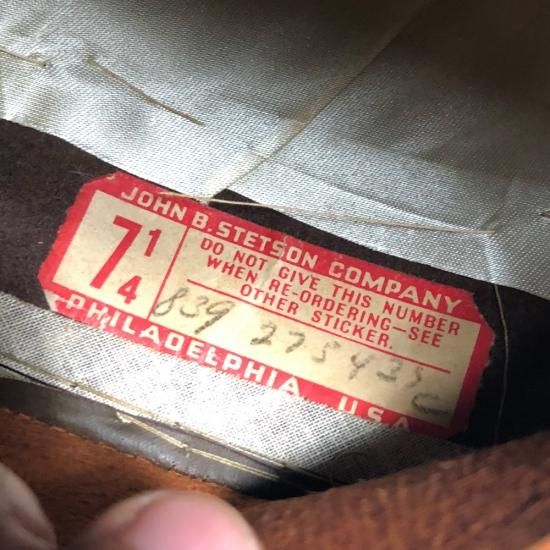 JOHN B. STETSON COMPANY
7 1/4
DO NOT GIVE THIS NUMBER
WHEN RE-ORDERING—SEE
OTHER STICKER.
839 275425 C
PHILADELPHIA, U.S.A.